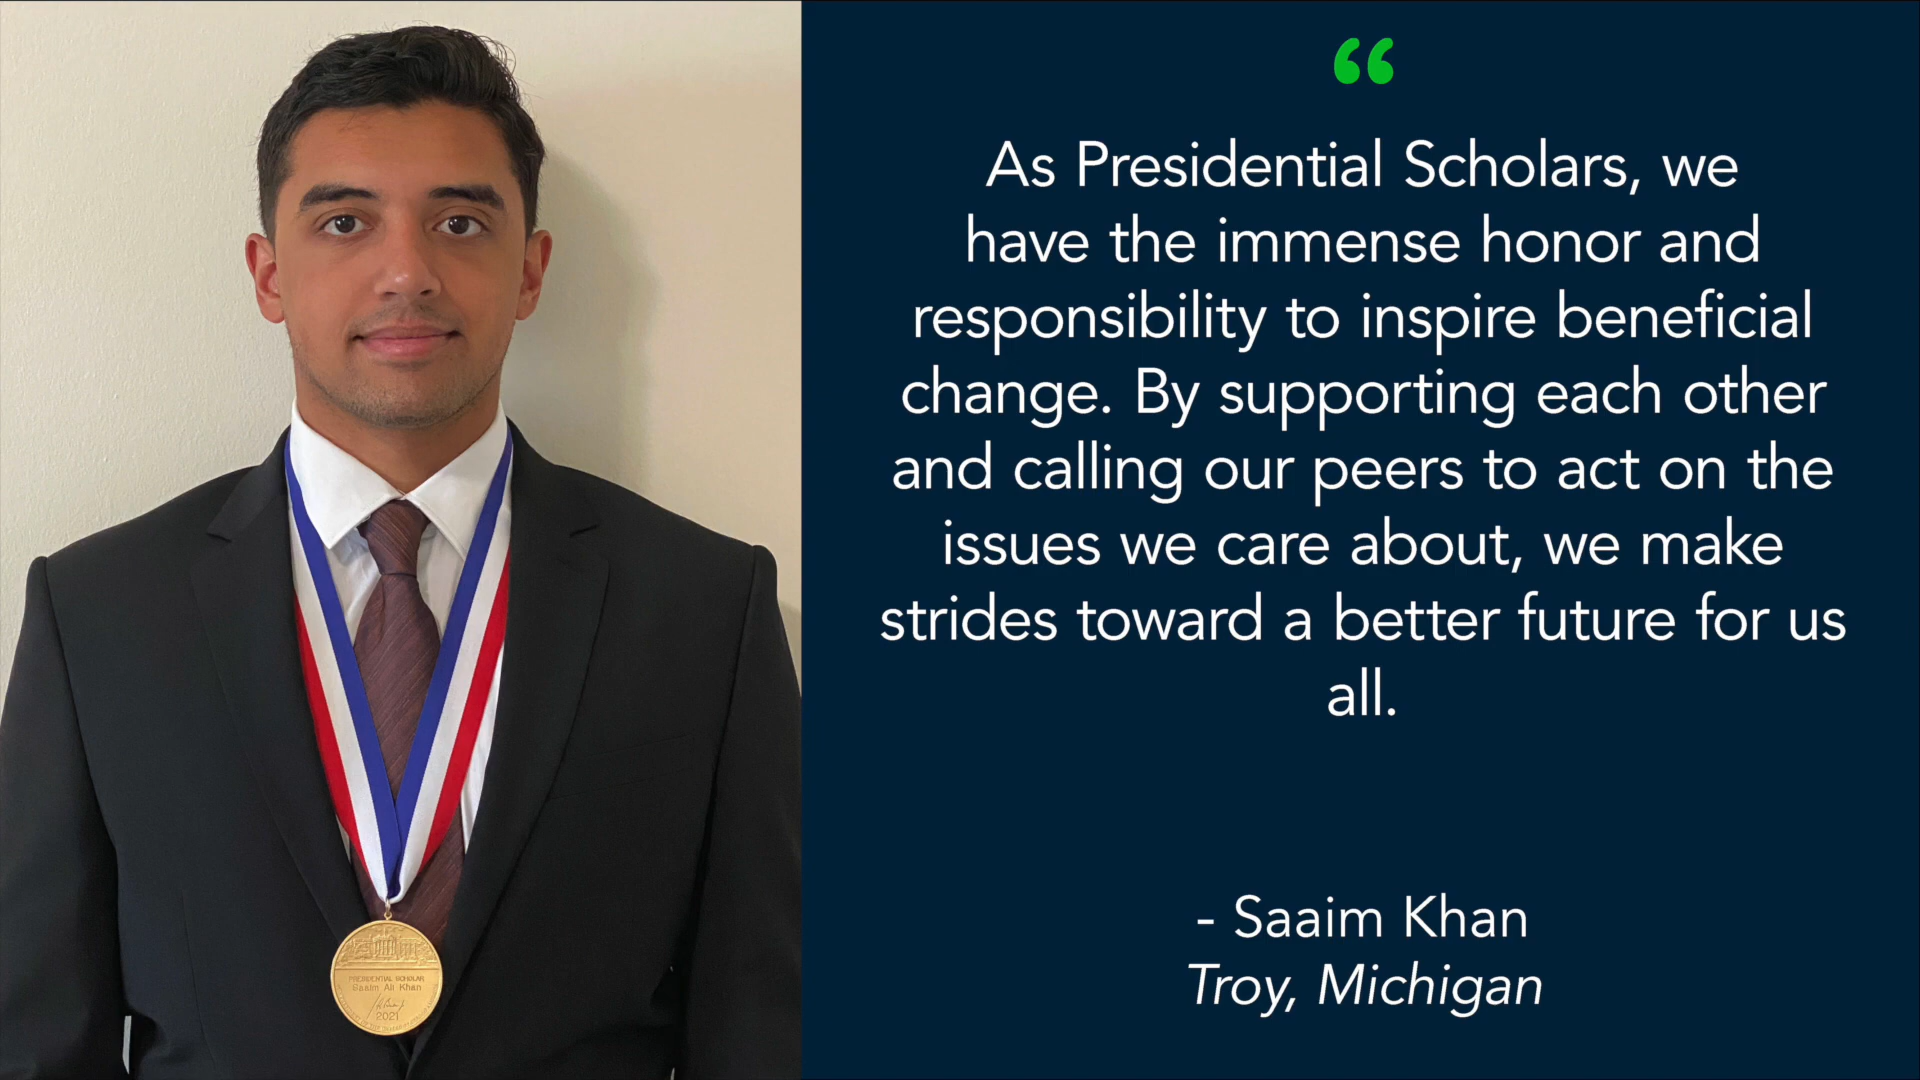 “
As Presidential Scholars, we
have the immense honor and
responsibility to inspire beneficial
change. By supporting each other
and calling our peers to act on the
issues we care about, we make
strides toward a better future for us
all.
- Saaim Khan
Troy, Michigan
PRESIDENTIAL SCHOLAR
Saaim Ali Khan
2021